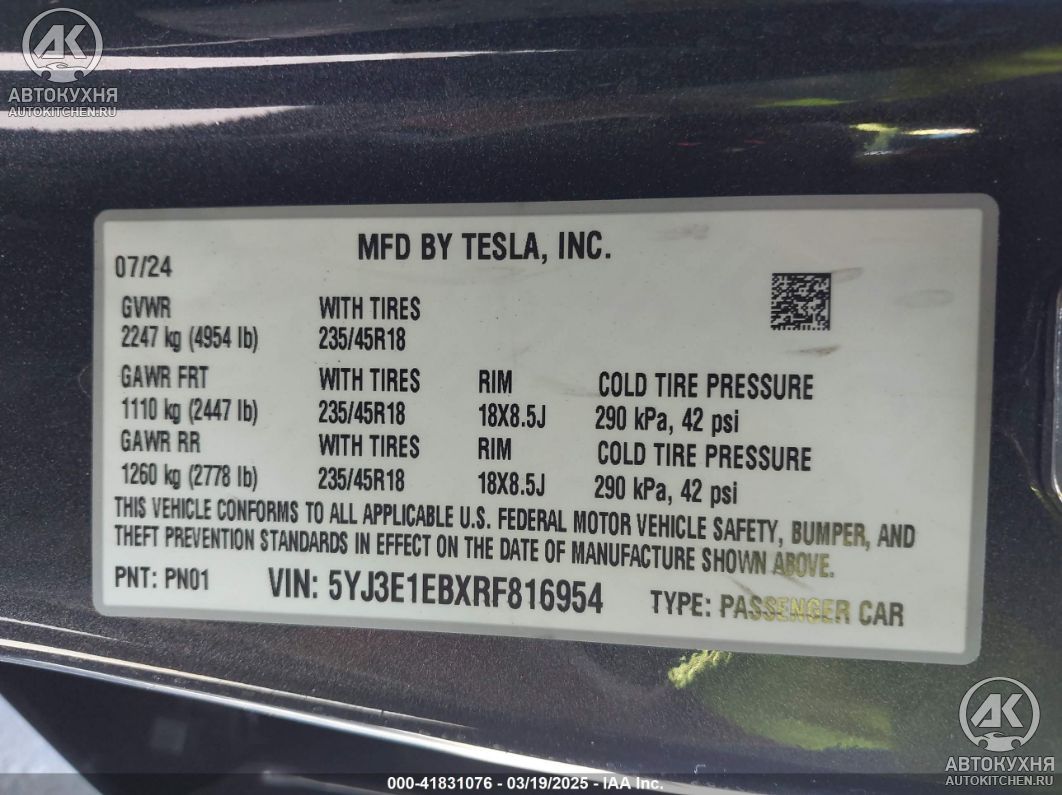 AK
АВТОКУХНЯ
AUTOKITCHEN.RU
MFD BY TESLA, INC.
07/24
GVWR WITH TIRES
2247 kg (4954 lb) 235/45R18
GAWR FRT WITH TIRES RIM COLD TIRE PRESSURE
1110 kg (2447 lb) 235/45R18 18X8.5J 290 kPa, 42 psi
GAWR RR WITH TIRES RIM COLD TIRE PRESSURE
1260 kg (2778 lb) 235/45R18 18X8.5J 290 kPa, 42 psi
THIS VEHICLE CONFORMS TO ALL APPLICABLE U.S. FEDERAL MOTOR VEHICLE SAFETY, BUMPER, AND
THEFT PREVENTION STANDARDS IN EFFECT ON THE DATE OF MANUFACTURE SHOWN ABOVE.
PNT: PN01 VIN: 5YJ3E1EBXRF816954 TYPE: PASSENGER CAR
AK
АВТОКУХНЯ
AUTOKITCHEN.RU
000-41831076 - 03/19/2025 - IAA Inc.